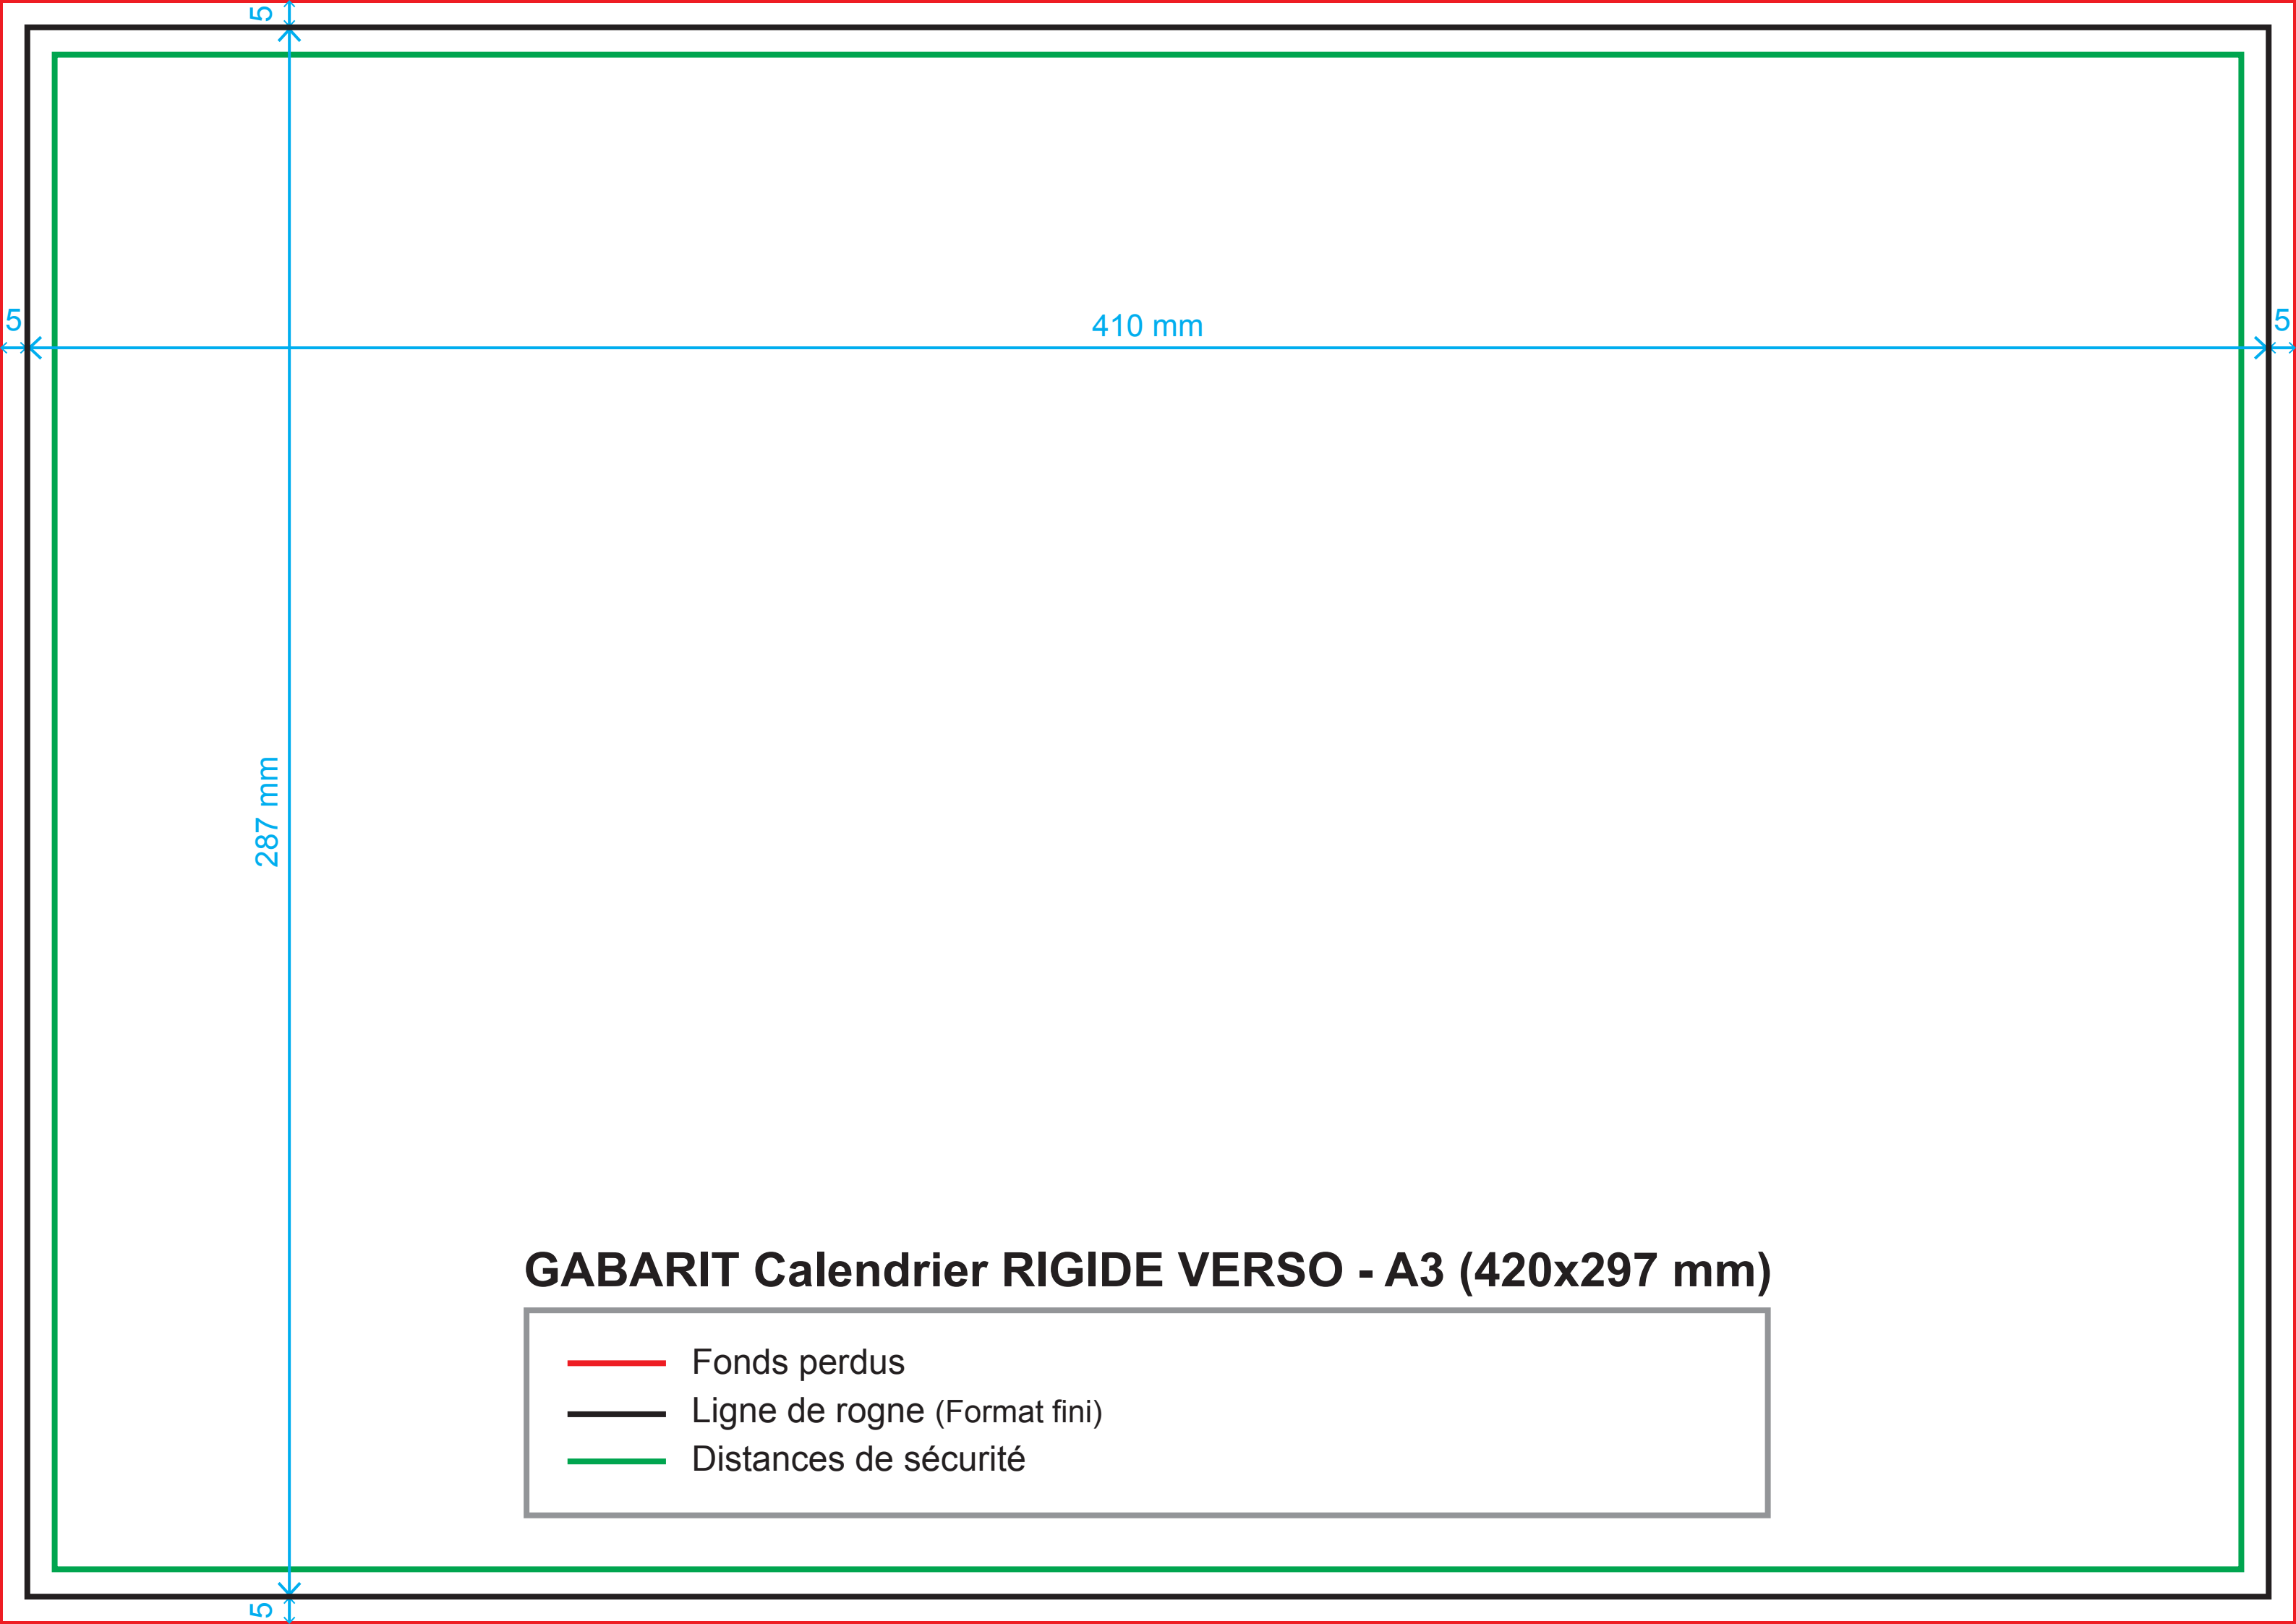 5
5
410 mm
5
287 mm
GABARIT Calendrier RIGIDE VERSO - A3 (420x297 mm)
Fonds perdus
Ligne de rogne (Format fini)
Distances de sécurité
5